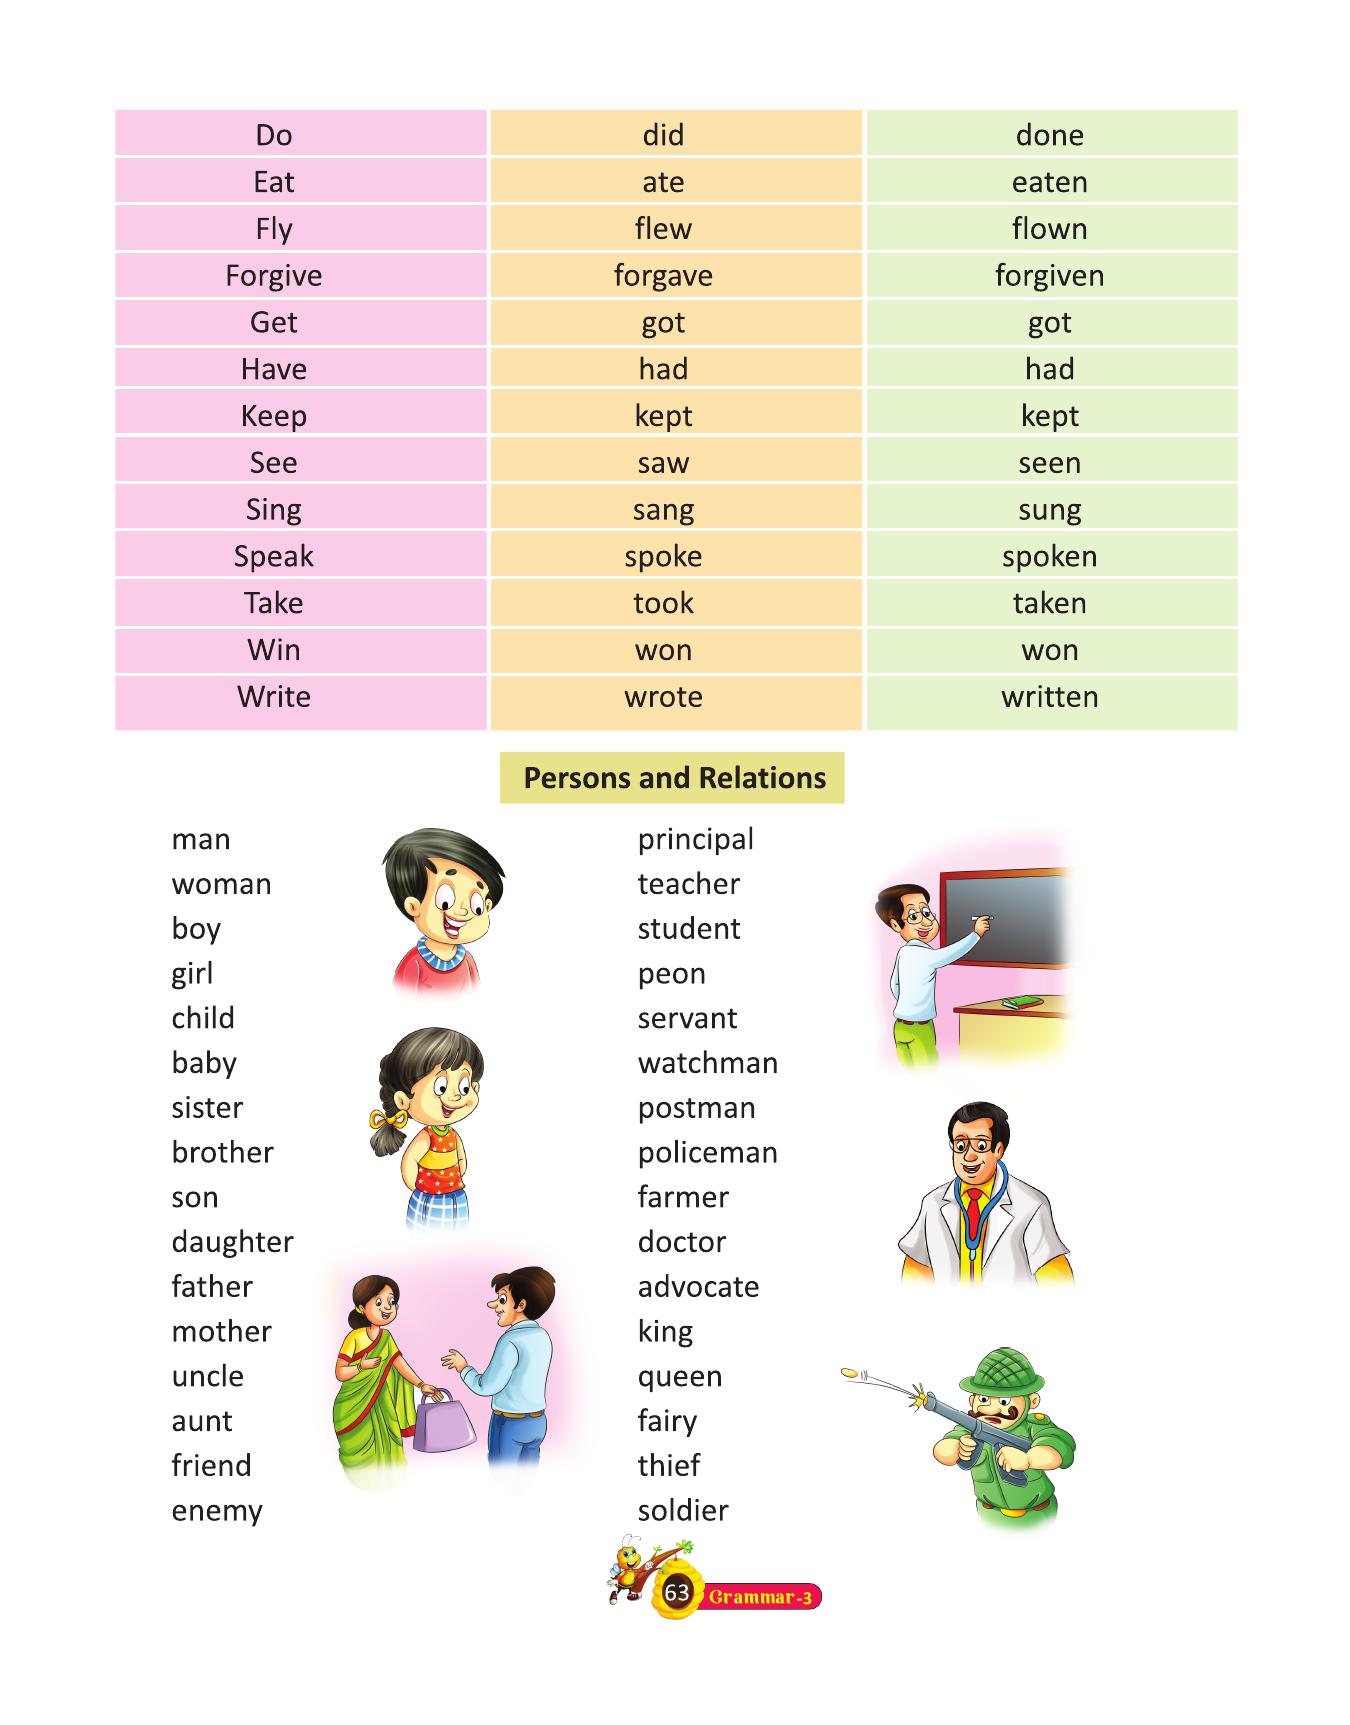 Do did done
Eat ate eaten
Fly flew flown
Forgive forgave forgiven
Get got got
Have had had
Keep kept kept
See saw seen
Sing sang sung
Speak spoke spoken
Take took taken
Win won won
Write wrote written
Persons and Relations
man
woman
boy
girl
child
baby
sister
brother
son
daughter
father
mother
uncle
aunt
friend
enemy
principal
teacher
student
peon
servant
watchman
postman
policeman
farmer
doctor
advocate
king
queen
fairy
thief
soldier
63 Grammar-3